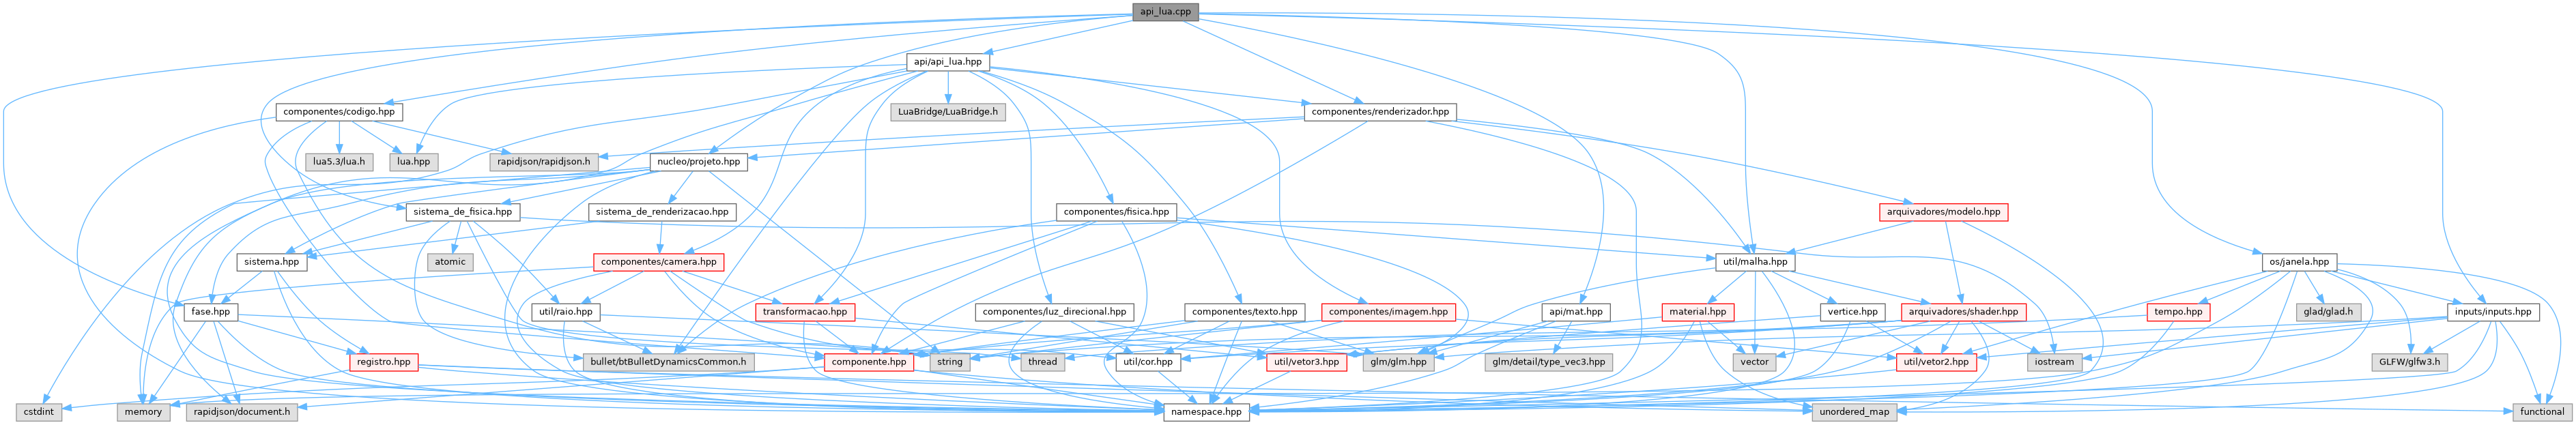 api_lua.cpp
api/api_lua.hpp
componentes/codigo.hpp
LuaBridge/LuaBridge.h
componentes/renderizador.hpp
lua5.3/lua.h
lua.hpp
rapidjson/rapidjson.h
nucleo/projeto.hpp
sistema_de_fisica.hpp
sistema_de_renderizacao.hpp
componentes/fisica.hpp
arquivadores/modelo.hpp
sistema.hpp
atomic
componentes/camera.hpp
util/malha.hpp
os/janela.hpp
fase.hpp
util/raio.hpp
transformacao.hpp
componentes/luz_direcional.hpp
componentes/texto.hpp
componentes/imagem.hpp
api/mat.hpp
material.hpp
vertice.hpp
arquivadores/shader.hpp
tempo.hpp
glad/glad.h
inputs/inputs.hpp
registro.hpp
bullet/btBulletDynamicsCommon.h
componente.hpp
string
thread
util/cor.hpp
util/vetor3.hpp
glm/glm.hpp
glm/detail/type_vec3.hpp
vector
util/vetor2.hpp
iostream
GLFW/glfw3.h
cstdint
memory
rapidjson/document.h
namespace.hpp
unordered_map
functional